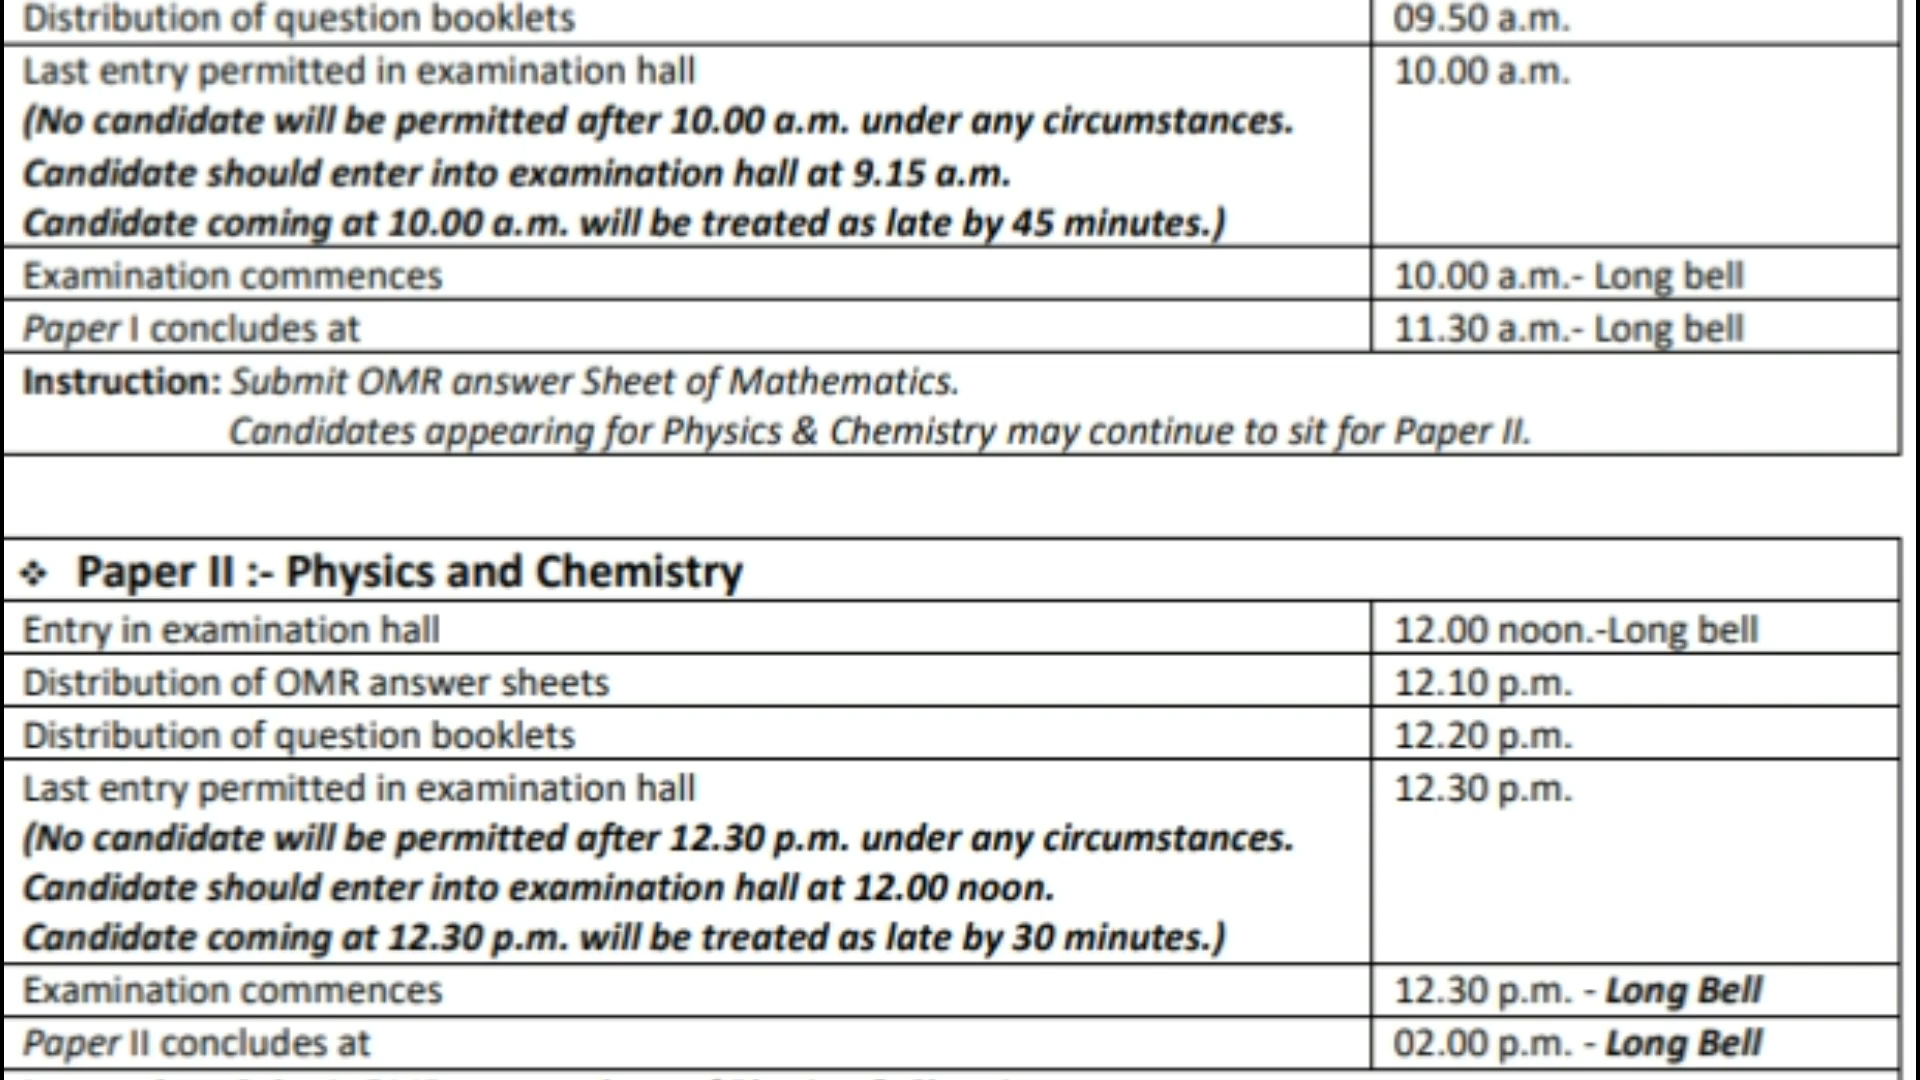 Distribution of question booklets 09.50 a.m.
Last entry permitted in examination hall 10.00 a.m.
(No candidate will be permitted after 10.00 a.m. under any circumstances.
Candidate should enter into examination hall at 9.15 a.m.
Candidate coming at 10.00 a.m. will be treated as late by 45 minutes.)
Examination commences 10.00 a.m.- Long bell
Paper I concludes at 11.30 a.m.- Long bell
Instruction: Submit OMR answer Sheet of Mathematics.
Candidates appearing for Physics & Chemistry may continue to sit for Paper II.
❖ Paper II :- Physics and Chemistry
Entry in examination hall 12.00 noon.-Long bell
Distribution of OMR answer sheets 12.10 p.m.
Distribution of question booklets 12.20 p.m.
Last entry permitted in examination hall 12.30 p.m.
(No candidate will be permitted after 12.30 p.m. under any circumstances.
Candidate should enter into examination hall at 12.00 noon.
Candidate coming at 12.30 p.m. will be treated as late by 30 minutes.)
Examination commences 12.30 p.m. - Long Bell
Paper II concludes at 02.00 p.m. - Long Bell